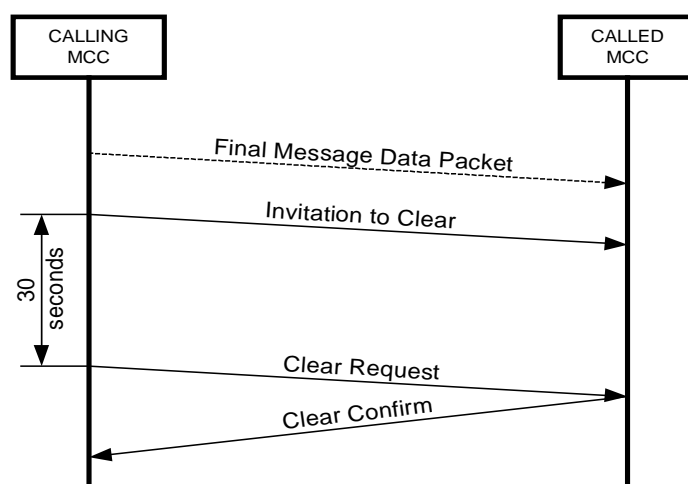 CALLING
MCC
CALLED
MCC
Final Message Data Packet
Invitation to Clear
30
seconds
Clear Request
Clear Confirm